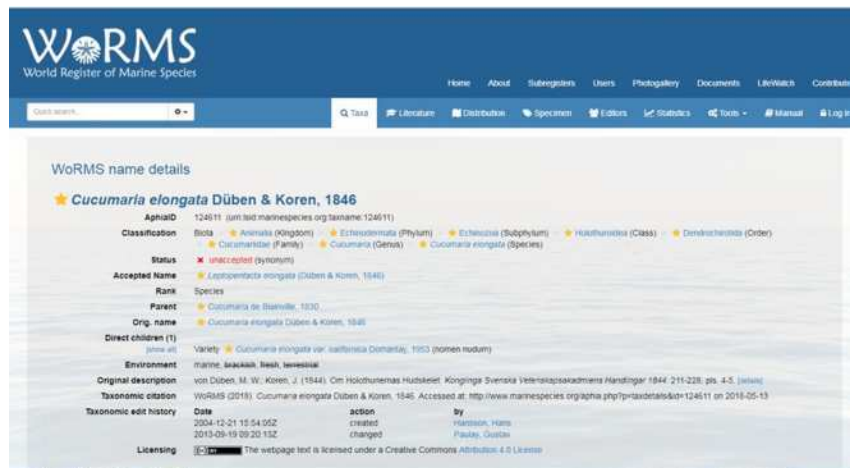 WoRMS
World Register of Marine Species
Home About Subregisters Users Photogallery Documents LifeWatch Contribute
Quick search...
Taxa Literature Distribution Specimen Editors Statistics Tools Manual Log in
WoRMS name details
Cucumaria elongata Düben & Koren, 1846
AphiaID 124611 (urn:lsid:marinespecies.org:taxname:124611)
Classification Biota Animalia (Kingdom) Echinodermata (Phylum) Echinozoa (Subphylum) Holothuroidea (Class) Dendrochirotida (Order)
Cucumariidae (Family) Cucumaria (Genus) Cucumaria elongata (Species)
Status unaccepted (synonym)
Accepted Name Leptopentacta elongata (Düben & Koren, 1846)
Rank Species
Parent Cucumaria de Blainville, 1830
Orig. name Cucumaria elongata Düben & Koren, 1846
Direct children (1)
[show all] Variety Cucumaria elongata var. Domantay, 1953 (nomen nudum)
Environment marine, brackish, fresh, terrestrial
Original description von Düben, M. W.; Koren, J. (1844). Om Holothuriernas Hudskelet. Konglinga Svenska Vetenskapsakadmiens Handlingar 1844: 211-228, pls. 4-5. [details]
Taxonomic citation WoRMS (2018). Cucumaria elongata Düben & Koren, 1846. Accessed at: http://www.marinespecies.org/aphia.php?p=taxdetails&id=124611 on 2018-05-13
Taxonomic edit history Date action by
2004-12-21 15:54:05Z created Hansson, Hans
2013-09-19 09:20:15Z changed Paulay, Gustav
Licensing The webpage text is licensed under a Creative Commons Attribution 4.0 License